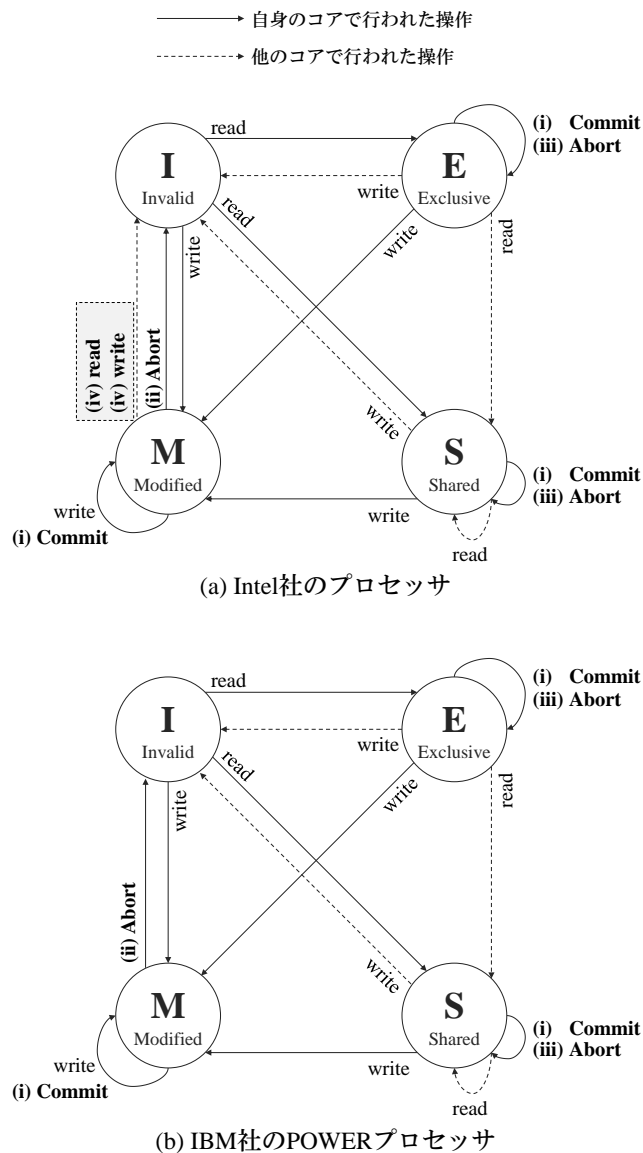 自身のコアで行われた操作
他のコアで行われた操作
I
Invalid
read
E
Exclusive
(i) Commit
(iii) Abort
write
read
write
write
read
(iv) read
(iv) write
(ii) Abort
write
M
Modified
write
(i) Commit
S
Shared
(i) Commit
(iii) Abort
write
read
(a) Intel社のプロセッサ
I
Invalid
read
E
Exclusive
(i) Commit
(iii) Abort
write
read
write
write
read
(ii) Abort
write
M
Modified
write
(i) Commit
S
Shared
(i) Commit
(iii) Abort
write
read
(b) IBM社のPOWERプロセッサ